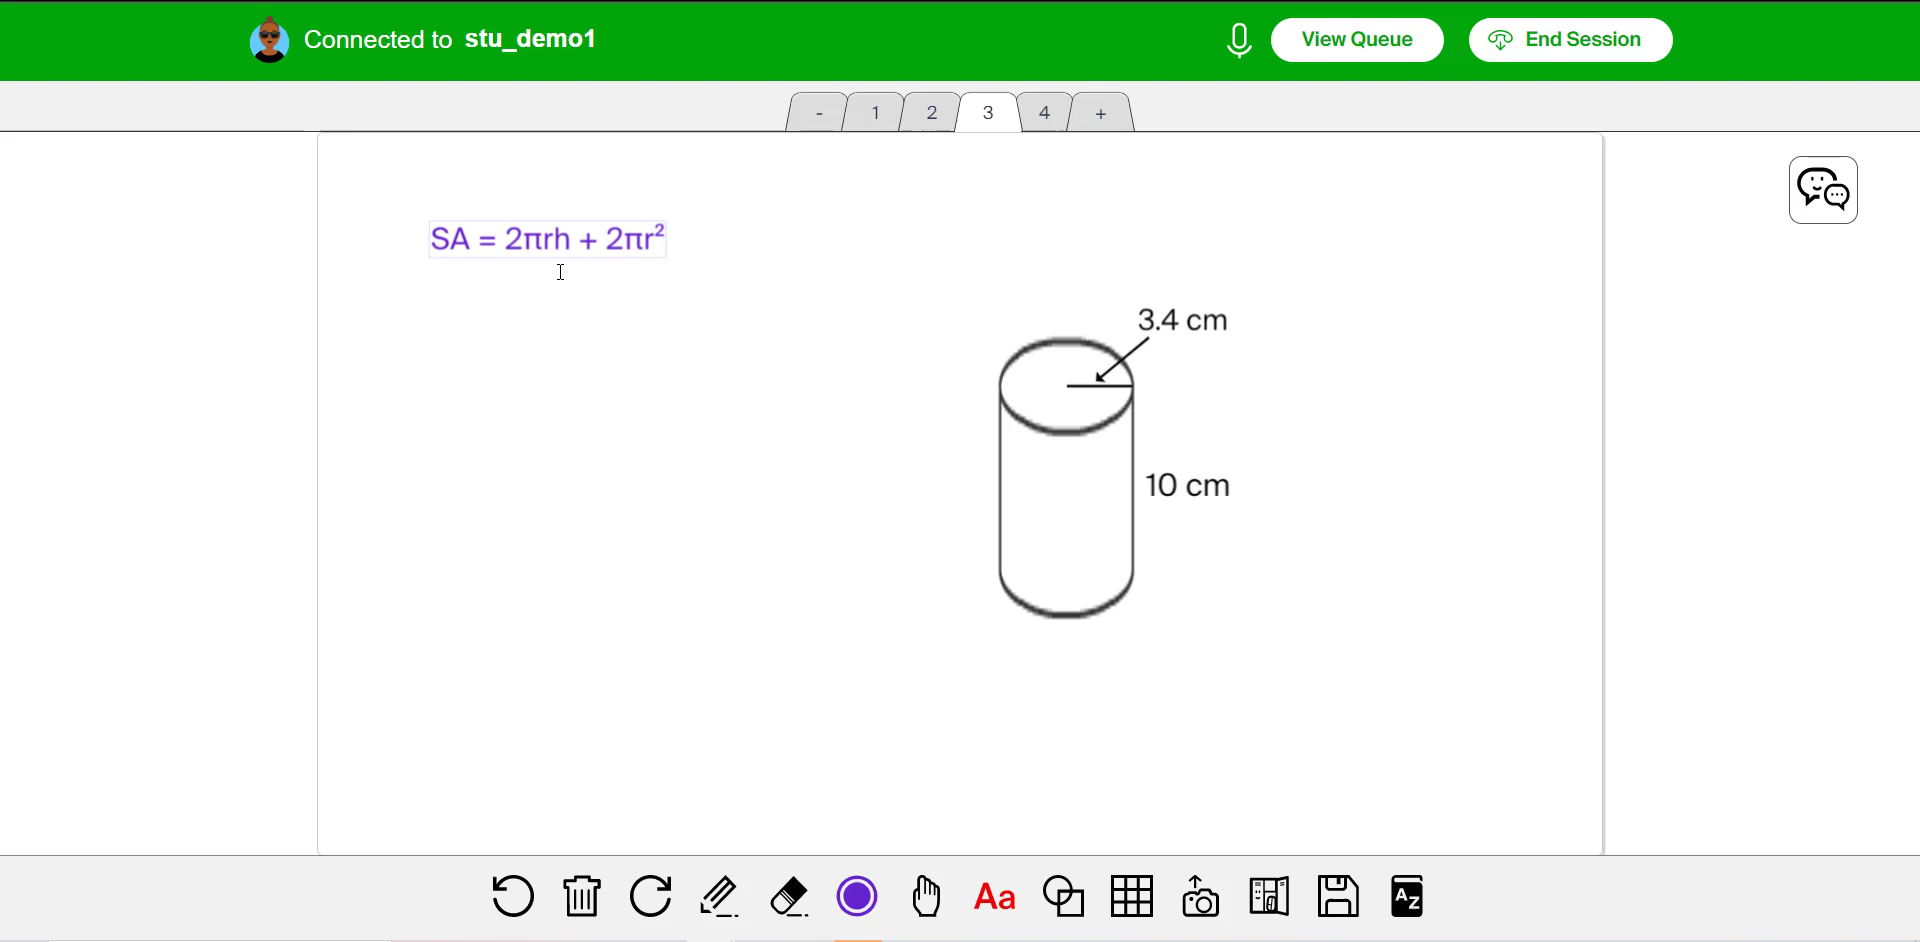 Connected to stu_demo1
View Queue
End Session
- 1 2 3 4 +
SA = 2πrh + 2πr²
3.4 cm
10 cm
Aa
AZ